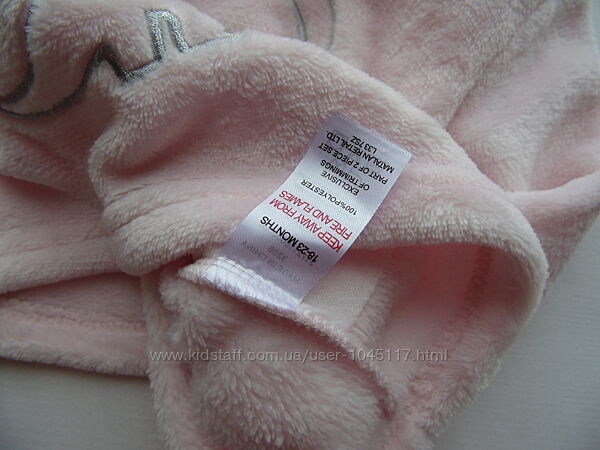 18-23 MONTHS
KEEP AWAY FROM
FIRE AND FLAMES
100% POLYESTER
EXCLUSIVE
OF TRIMMINGS
PART OF 2 PIECE SET
MATALAN RETAIL LTD.
L33 7SZ
www.kidstaff.com.ua/user-1045117.html